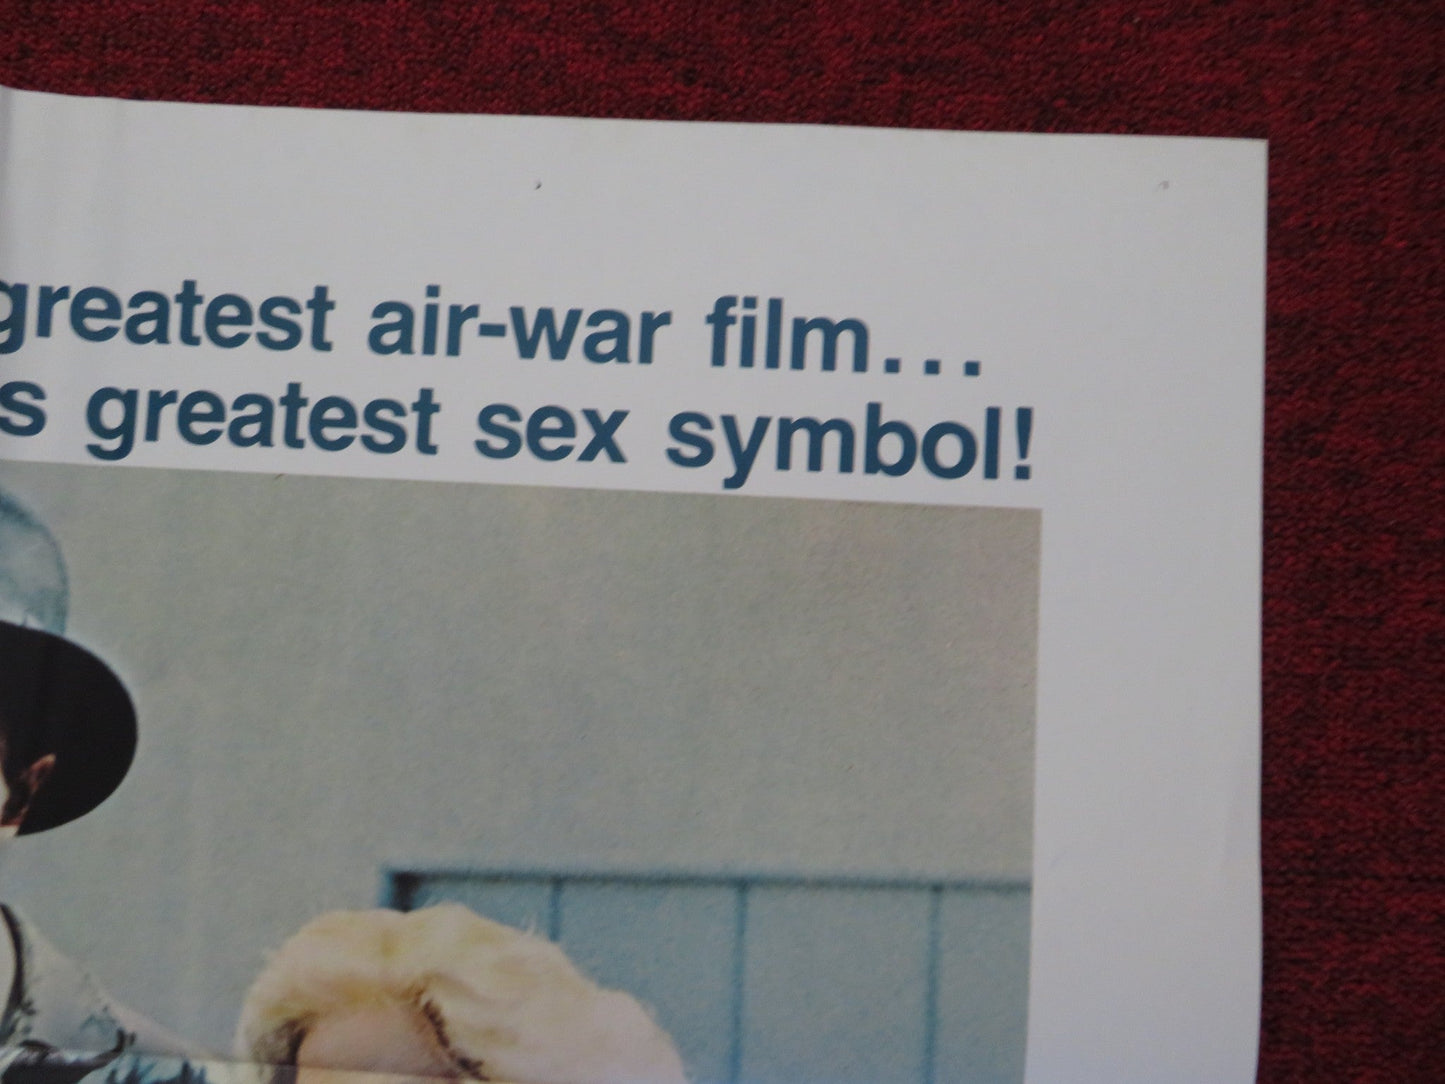 greatest air-war film...
s greatest sex symbol!